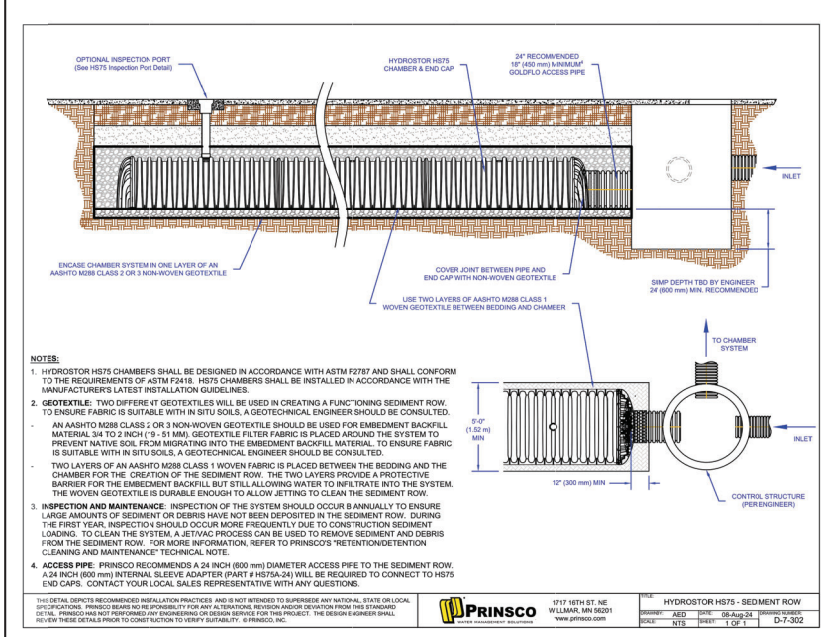 OPTIONAL INSPECTION PORT
(See HS75 Inspection Port Detail)
HYDROSTOR HS75
CHAMBER & END CAP
24" RECOMMENDED
18" (450 mm) MINIMUM⁴
GOLDFLO ACCESS PIPE
INLET
ENCASE CHAMBER SYSTEM IN ONE LAYER OF AN
AASHTO M288 CLASS 2 OR 3 NON-WOVEN GEOTEXTILE
COVER JOINT BETWEEN PIPE AND
END CAP WITH NON-WOVEN GEOTEXTILE
SUMP DEPTH TBD BY ENGINEER
24" (600 mm) MIN. RECOMMENDED
USE TWO LAYERS OF AASHTO M288 CLASS 1
WOVEN GEOTEXTILE BETWEEN BEDDING AND CHAMBER
TO CHAMBER
SYSTEM
5'-0"
(1.52 m)
MIN
INLET
12" (300 mm) MIN
CONTROL STRUCTURE
(PER ENGINEER)
NOTES:
1. HYDROSTOR HS75 CHAMBERS SHALL BE DESIGNED IN ACCORDANCE WITH ASTM F2787 AND SHALL CONFORM
TO THE REQUIREMENTS OF ASTM F2418. HS75 CHAMBERS SHALL BE INSTALLED IN ACCORDANCE WITH THE
MANUFACTURER'S LATEST INSTALLATION GUIDELINES.
2. GEOTEXTILE: TWO DIFFERENT GEOTEXTILES WILL BE USED IN CREATING A FUNCTIONING SEDIMENT ROW.
TO ENSURE FABRIC IS SUITABLE WITH IN SITU SOILS, A GEOTECHNICAL ENGINEER SHOULD BE CONSULTED.
- AN AASHTO M288 CLASS 2 OR 3 NON-WOVEN GEOTEXTILE SHOULD BE USED FOR EMBEDMENT BACKFILL
MATERIAL 3/4 TO 2 INCH (19 - 51 MM). GEOTEXTILE FILTER FABRIC IS PLACED AROUND THE SYSTEM TO
PREVENT NATIVE SOIL FROM MIGRATING INTO THE EMBEDMENT BACKFILL MATERIAL. TO ENSURE FABRIC
IS SUITABLE WITH IN SITU SOILS, A GEOTECHNICAL ENGINEER SHOULD BE CONSULTED.
- TWO LAYERS OF AN AASHTO M288 CLASS 1 WOVEN FABRIC IS PLACED BETWEEN THE BEDDING AND THE
CHAMBER FOR THE CREATION OF THE SEDIMENT ROW. THE TWO LAYERS PROVIDE A PROTECTIVE
BARRIER FOR THE EMBEDMENT BACKFILL BUT STILL ALLOWING WATER TO INFILTRATE INTO THE SYSTEM.
THE WOVEN GEOTEXTILE IS DURABLE ENOUGH TO ALLOW JETTING TO CLEAN THE SEDIMENT ROW.
3. INSPECTION AND MAINTENANCE: INSPECTION OF THE SYSTEM SHOULD OCCUR BIANNUALLY TO ENSURE
LARGE AMOUNTS OF SEDIMENT OR DEBRIS HAVE NOT BEEN DEPOSITED IN THE SEDIMENT ROW. DURING
THE FIRST YEAR, INSPECTION SHOULD OCCUR MORE FREQUENTLY DUE TO CONSTRUCTION SEDIMENT
LOADING. TO CLEAN THE SYSTEM, A JET/VAC PROCESS CAN BE USED TO REMOVE SEDIMENT AND DEBRIS
FROM THE SEDIMENT ROW. FOR MORE INFORMATION, REFER TO PRINSCO'S "RETENTION/DETENTION
CLEANING AND MAINTENANCE" TECHNICAL NOTE.
4. ACCESS PIPE: PRINSCO RECOMMENDS A 24 INCH (600 mm) DIAMETER ACCESS PIPE TO THE SEDIMENT ROW.
A 24 INCH (600 mm) INTERNAL SLEEVE ADAPTER (PART # HS75A-24) WILL BE REQUIRED TO CONNECT TO HS75
END CAPS. CONTACT YOUR LOCAL SALES REPRESENTATIVE WITH ANY QUESTIONS.
THIS DETAIL DEPICTS RECOMMENDED INSTALLATION PRACTICES AND IS NOT INTENDED TO SUPERSEDE ANY NATIONAL, STATE OR LOCAL
SPECIFICATIONS. PRINSCO BEARS NO RESPONSIBILITY FOR ANY ALTERATIONS, REVISION AND/OR DEVIATION FROM THIS STANDARD
DETAIL. PRINSCO HAS NOT PERFORMED ANY ENGINEERING OR DESIGN SERVICE FOR THIS PROJECT. THE DESIGN ENGINEER SHALL
REVIEW THESE DETAILS PRIOR TO CONSTRUCTION TO VERIFY SUITABILITY. © PRINSCO, INC.
PRINSCO
WATER MANAGEMENT SOLUTIONS
1717 16TH ST. NE
WILLMAR, MN 56201
www.prinsco.com
TITLE:
HYDROSTOR HS75 - SEDIMENT ROW
DRAWN BY: AED DATE: 08-Aug-24 DRAWING NUMBER:
SCALE: NTS SHEET: 1 OF 1 D-7-302